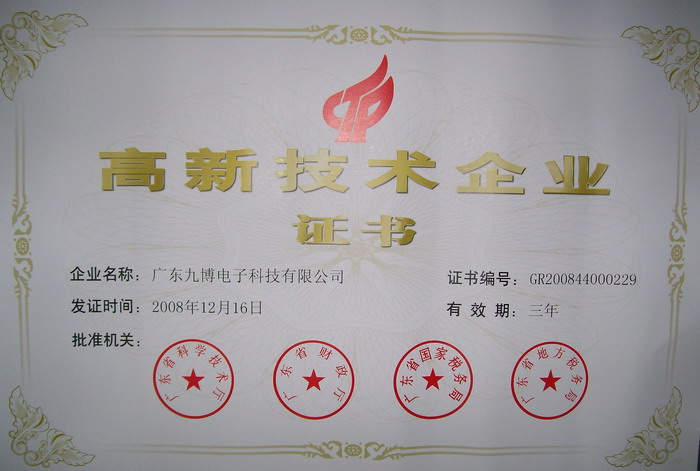 高新技术企业
证书
企业名称：广东九博电子科技有限公司
证书编号：GR200844000229
发证时间：2008年12月16日
有效期：三年
批准机关：
广东省科学技术厅
广东省财政厅
广东省国家税务局
广东省地方税务局